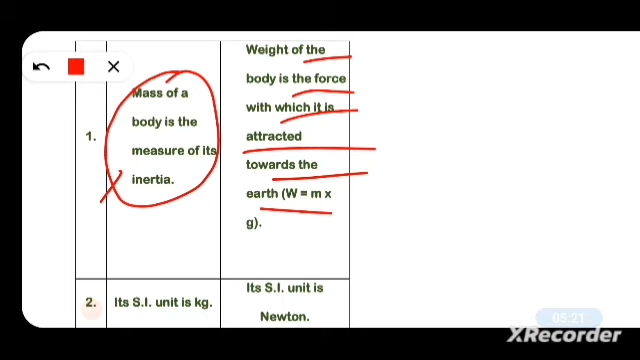 Weight of the
body is the force
with which it is
attracted
towards the
earth (W = m x
g).
1.
Mass of a
body is the
measure of its
inertia.
2.
Its S.I. unit is kg.
Its S.I. unit is
Newton.
05:21
XRecorder